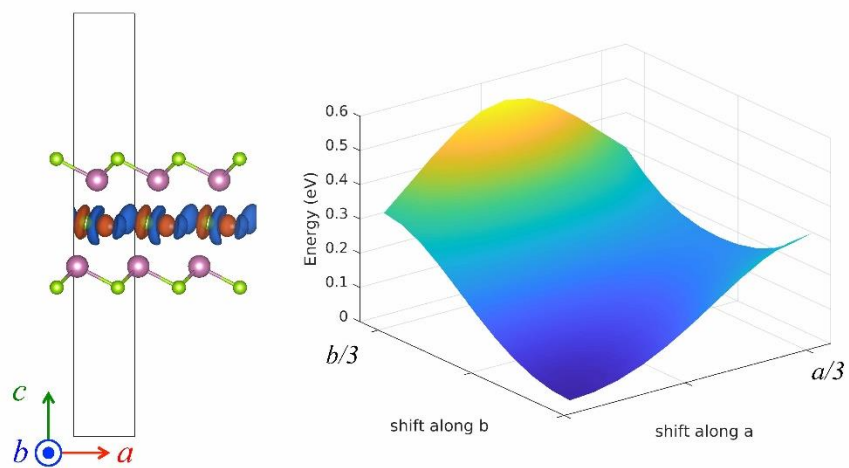 c
b
a
Energy (eV)
0.6
0.5
0.4
0.3
0.2
0.1
0
b/3
a/3
shift along b
shift along a